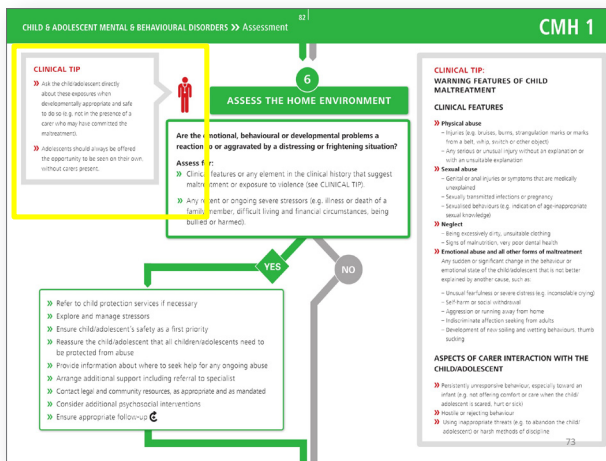 82
CHILD & ADOLESCENT MENTAL & BEHAVIOURAL DISORDERS » Assessment
CMH 1
CLINICAL TIP
» Ask the child/adolescent directly
about these exposures when
developmentally appropriate and safe
to do so (e.g. not in the presence of a
carer who may have committed the
maltreatment).
» Adolescents should always be offered
the opportunity to be seen on their own,
without carers present.
6
ASSESS THE HOME ENVIRONMENT
Are the emotional, behavioural or developmental problems a
reaction to or aggravated by a distressing or frightening situation?
Assess for:
» Clinical features or any element in the clinical history that suggest
maltreatment or exposure to violence (see CLINICAL TIP).
» Any recent or ongoing severe stressors (e.g. illness or death of a
family member, difficult living and financial circumstances, being
bullied or harmed).
YES
NO
» Refer to child protection services if necessary
» Explore and manage stressors
» Ensure child/adolescent's safety as a first priority
» Reassure the child/adolescent that all children/adolescents need to
be protected from abuse
» Provide information about where to seek help for any ongoing abuse
» Arrange additional support including referral to specialist
» Contact legal and community resources, as appropriate and as mandated
» Consider additional psychosocial interventions
» Ensure appropriate follow-up
CLINICAL TIP:
WARNING FEATURES OF CHILD
MALTREATMENT
CLINICAL FEATURES
» Physical abuse
– Injuries (e.g. bruises, burns, strangulation marks or marks
from a belt, whip, switch or other object)
– Any serious or unusual injury without an explanation or
with an unsuitable explanation
» Sexual abuse
– Genital or anal injuries or symptoms that are medically
unexplained
– Sexually transmitted infections or pregnancy
– Sexualised behaviours (e.g. indication of age-inappropriate
sexual knowledge)
» Neglect
– Being excessively dirty, unsuitable clothing
– Signs of malnutrition, very poor dental health
» Emotional abuse and all other forms of maltreatment
Any sudden or significant change in the behaviour or
emotional state of the child/adolescent that is not better
explained by another cause, such as:
– Unusual fearfulness or severe distress (e.g. inconsolable crying)
– Self-harm or social withdrawal
– Aggression or running away from home
– Indiscriminate affection seeking from adults
– Development of new soiling and wetting behaviours, thumb
sucking
ASPECTS OF CARER INTERACTION WITH THE
CHILD/ADOLESCENT
» Persistently unresponsive behaviour, especially toward an
infant (e.g. not offering comfort or care when the child/
adolescent is scared, hurt or sick)
» Hostile or rejecting behaviour
» Using inappropriate threats (e.g. to abandon the child/
adolescent) or harsh methods of discipline
73